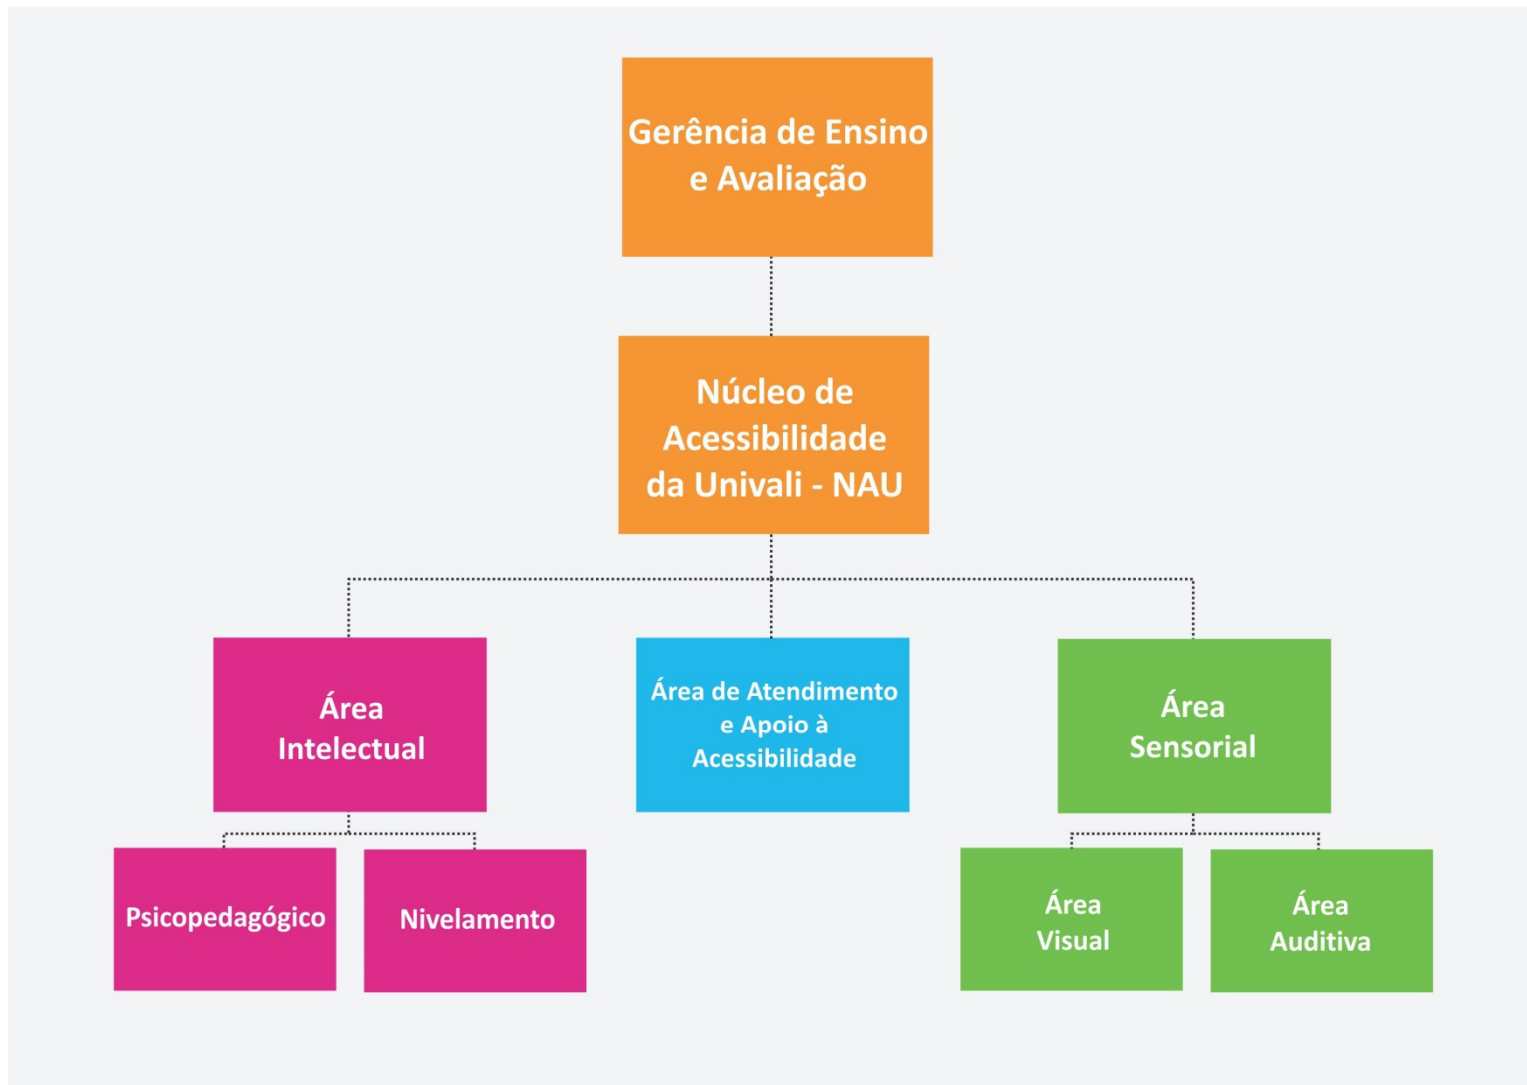 Gerência de Ensino
e Avaliação
Núcleo de
Acessibilidade
da Univali - NAU
Área
Intelectual
Área de Atendimento
e Apoio à
Acessibilidade
Área
Sensorial
Psicopedagógico
Nivelamento
Área
Visual
Área
Auditiva